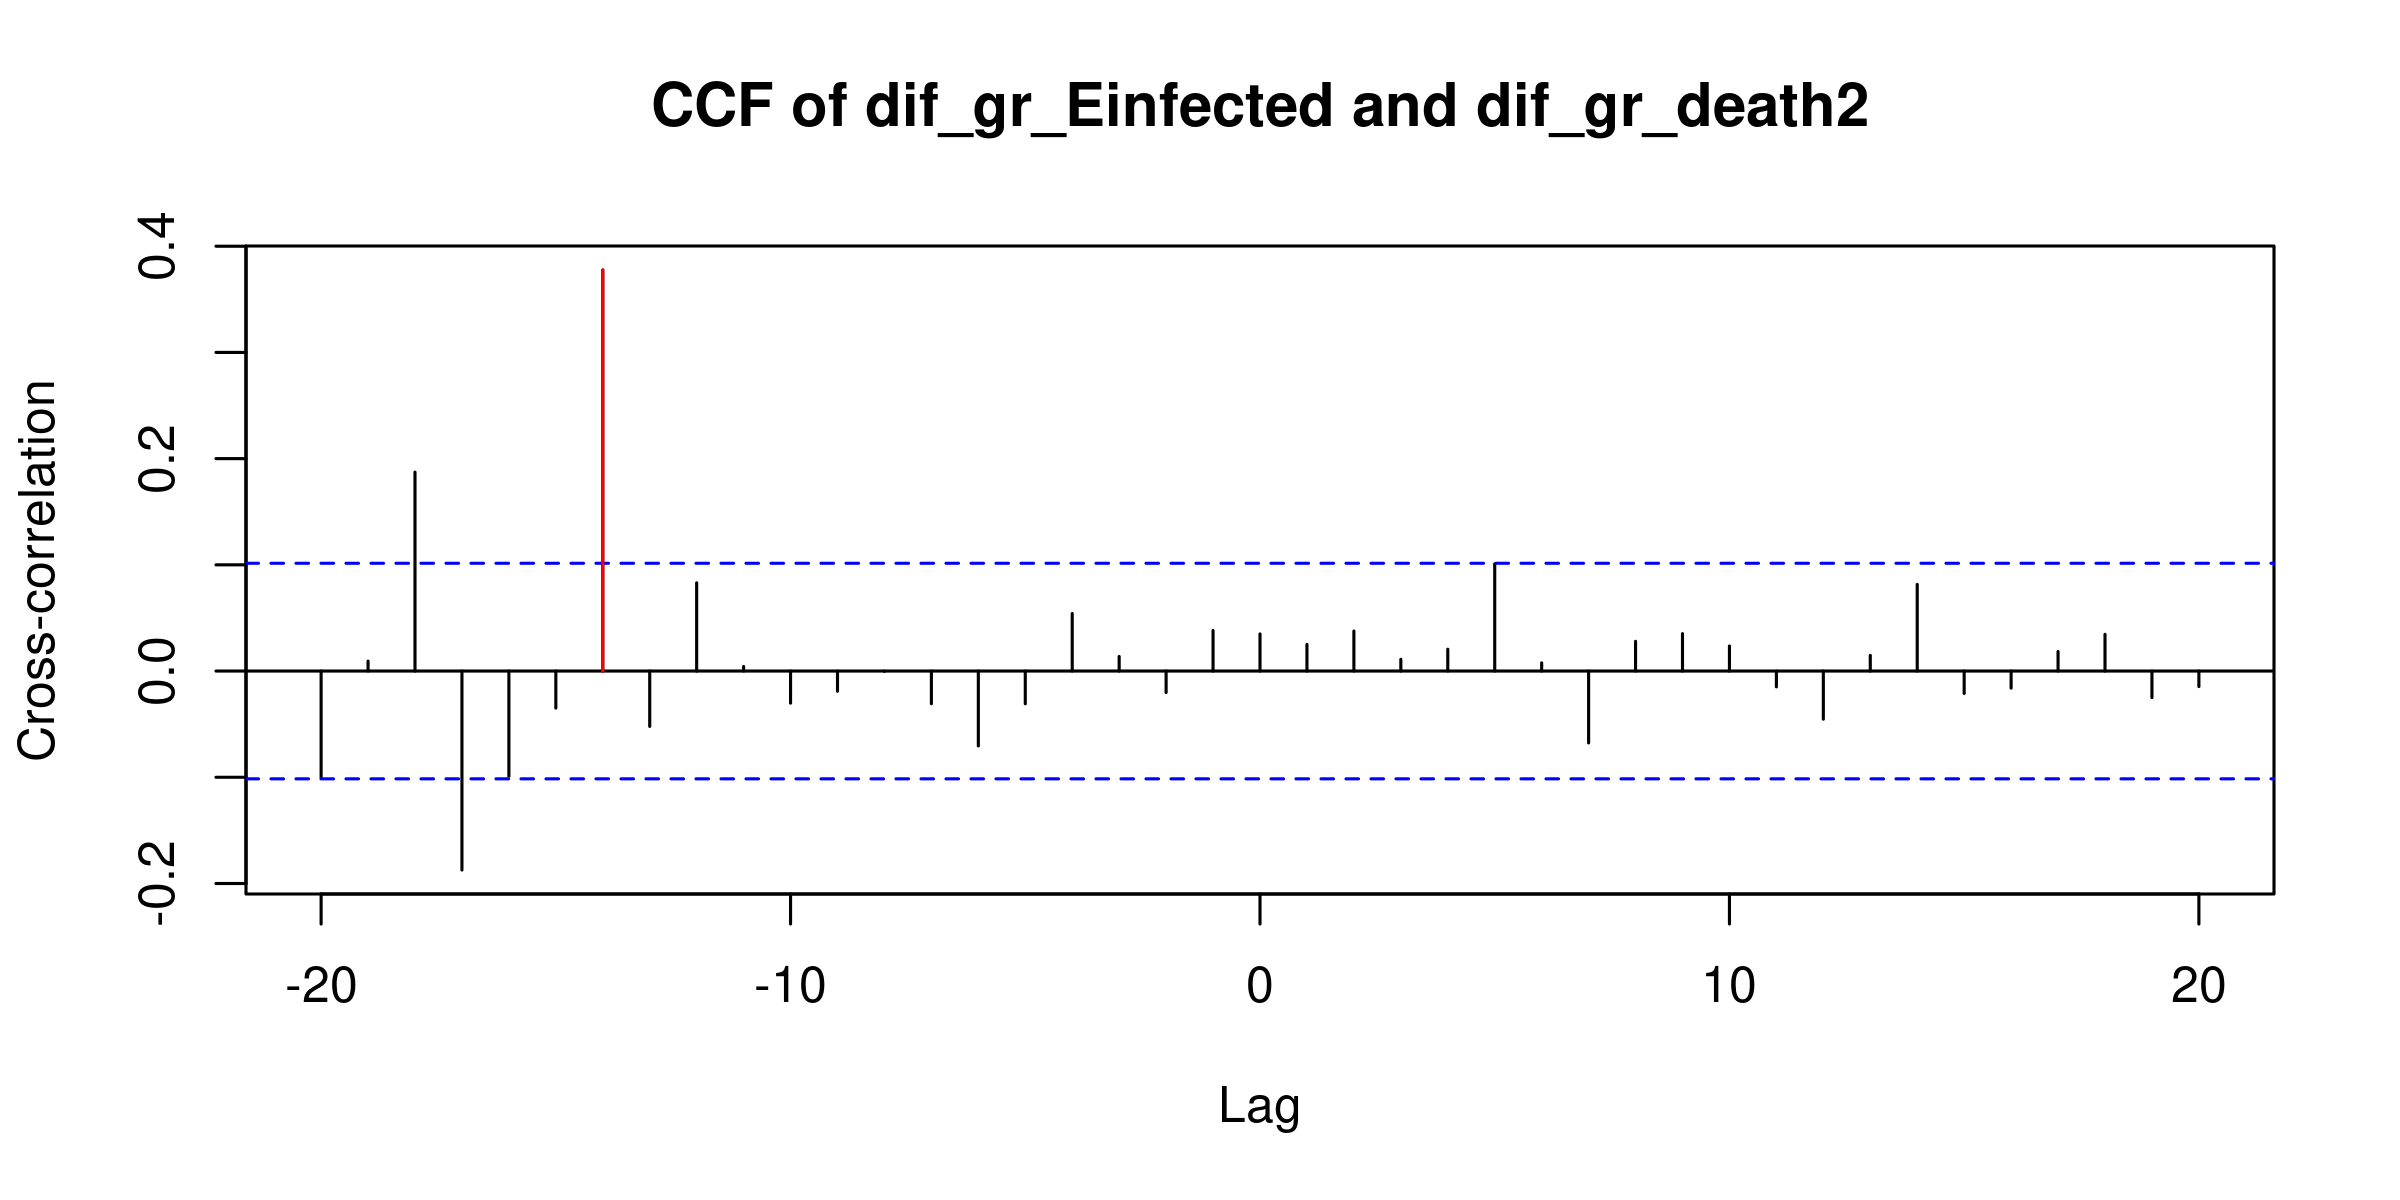 CCF of dif_gr_Einfected and dif_gr_death2
Cross-correlation
0.4
0.2
0.0
-0.2
-20 -10 0 10 20
Lag